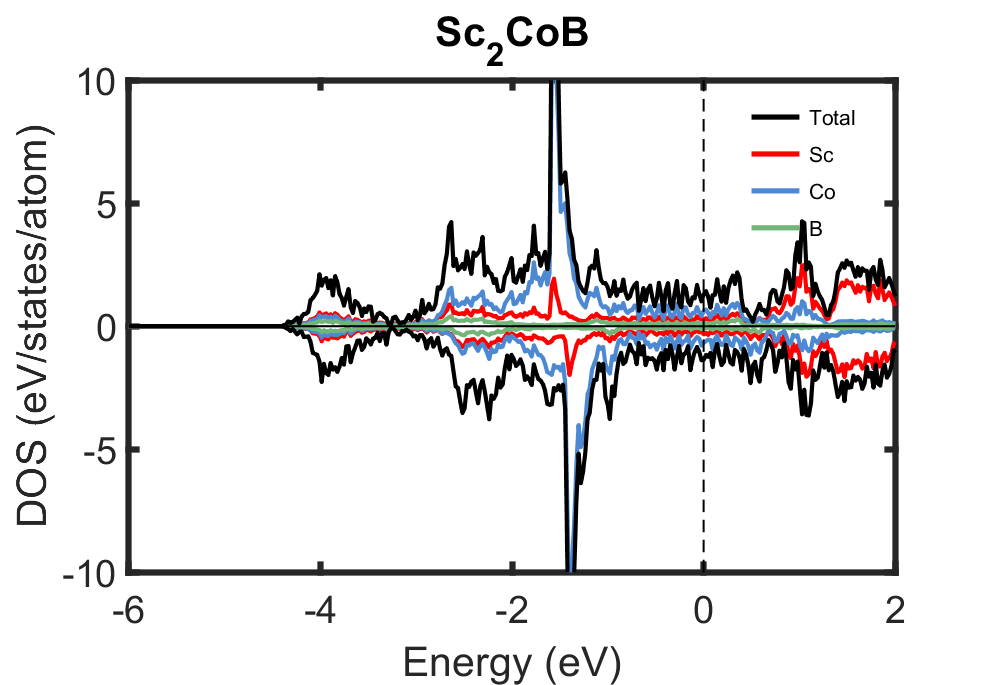 Sc₂CoB
10
5
0
-5
-10
DOS (eV/states/atom)
Total
Sc
Co
B
-6 -4 -2 0 2
Energy (eV)